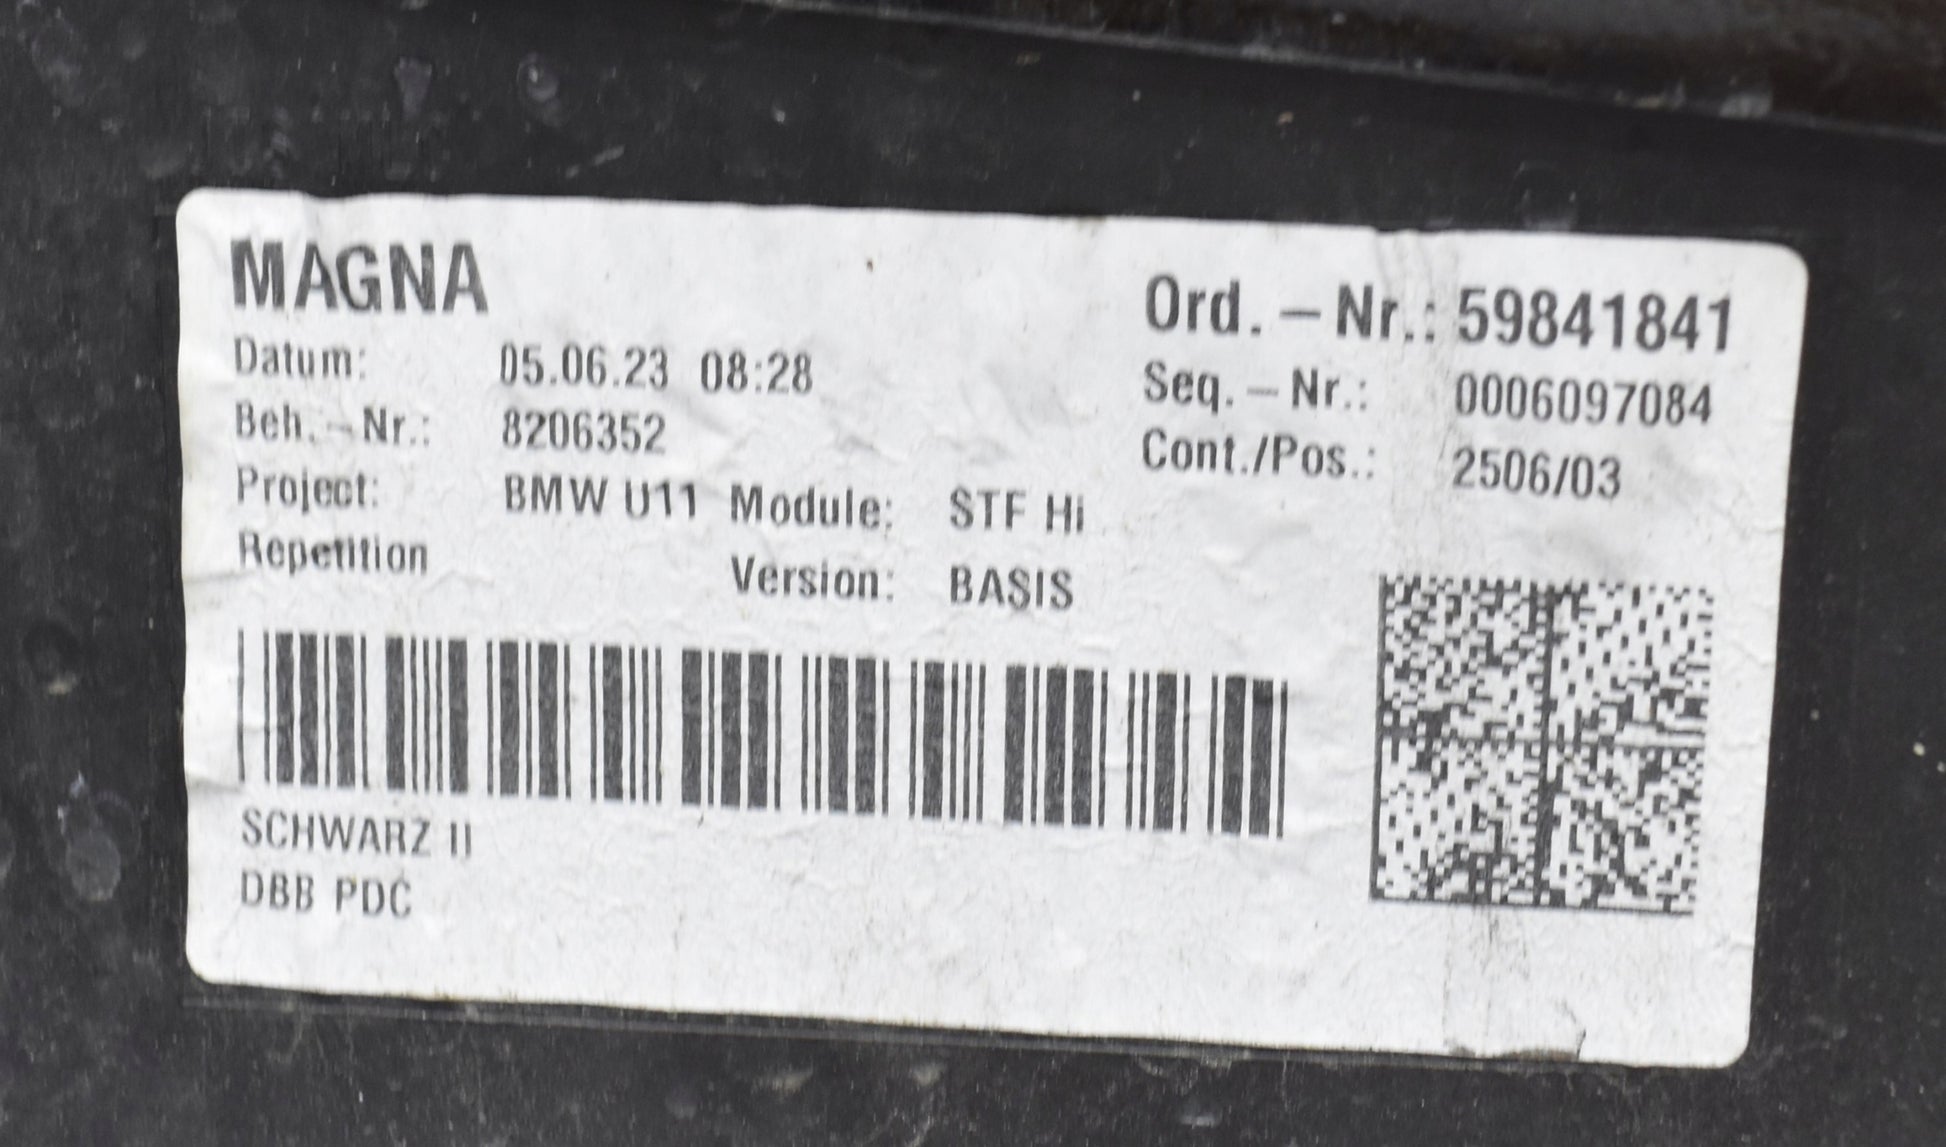 MAGNA
Ord.-Nr.: 59841841
Datum: 05.06.23 08:28
Seq.-Nr.: 0006097084
Beh.-Nr.: 8206352
Cont./Pos.: 2506/03
Project: BMW U11 Module: STF Hi
Repetition Version: BASIS
SCHWARZ II
DBB PDC